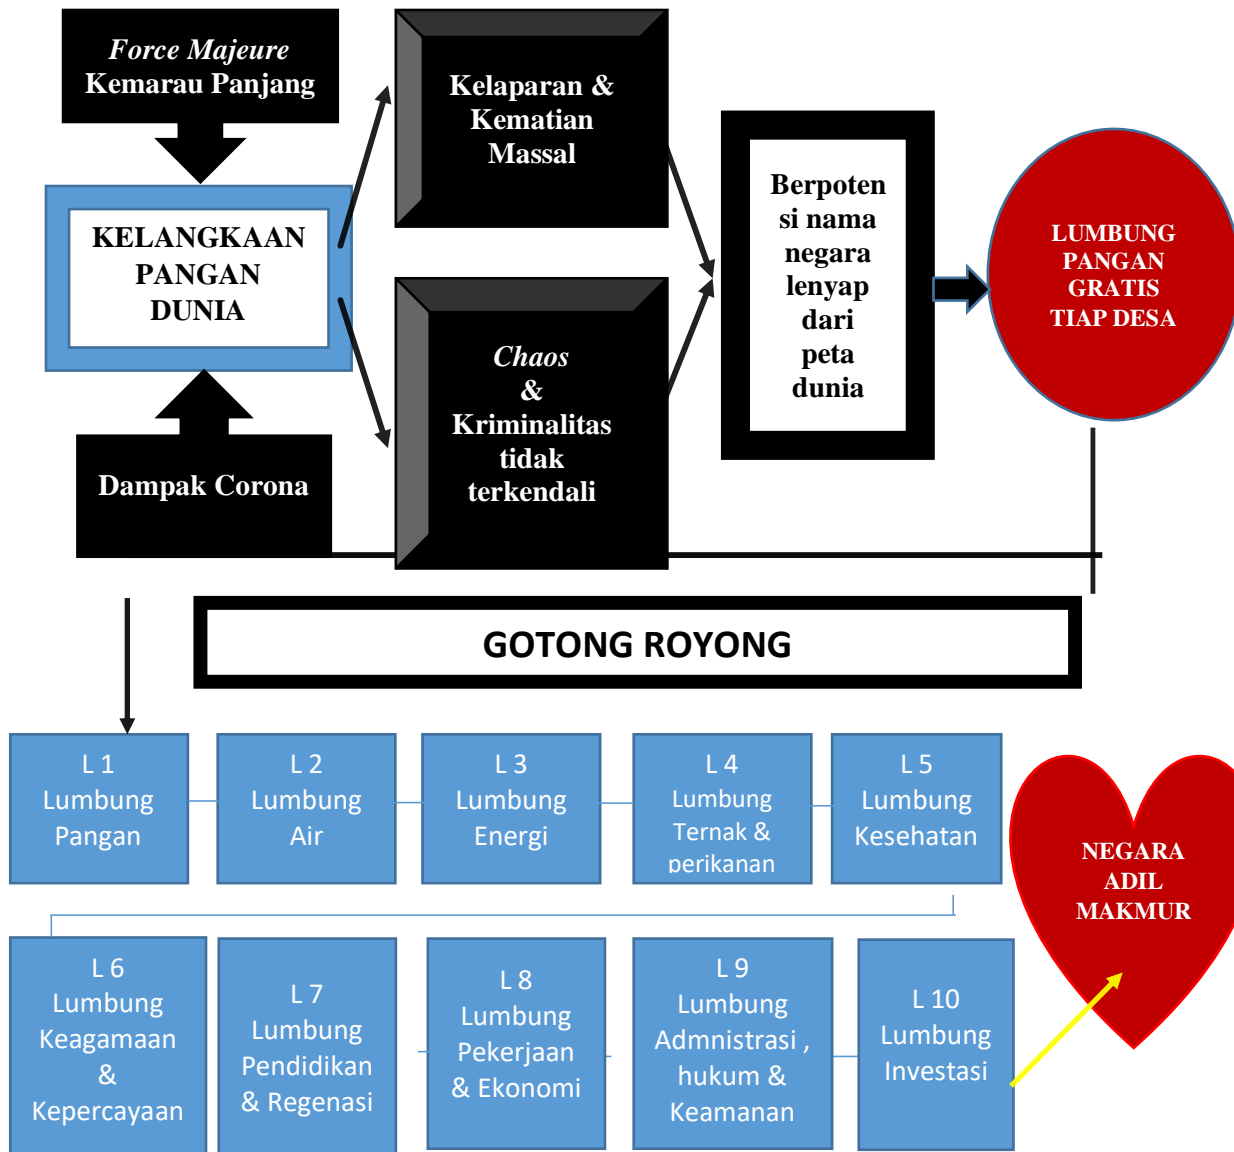 Force Majeure
Kemarau Panjang
Kelaparan &
Kematian
Massal
KELANGKAAN
PANGAN
DUNIA
Berpoten
si nama
negara
lenyap
dari
peta
dunia
LUMBUNG
PANGAN
GRATIS
TIAP DESA
Chaos
&
Kriminalitas
tidak
terkendali
Dampak Corona
GOTONG ROYONG
L 1
Lumbung
Pangan
L 2
Lumbung
Air
L 3
Lumbung
Energi
L 4
Lumbung
Ternak &
perikanan
L 5
Lumbung
Kesehatan
NEGARA
ADIL
MAKMUR
L 6
Lumbung
Keagamaan
&
Kepercayaan
L 7
Lumbung
Pendidikan
& Regenasi
L 8
Lumbung
Pekerjaan
& Ekonomi
L 9
Lumbung
Admnistrasi ,
hukum &
Keamanan
L 10
Lumbung
Investasi